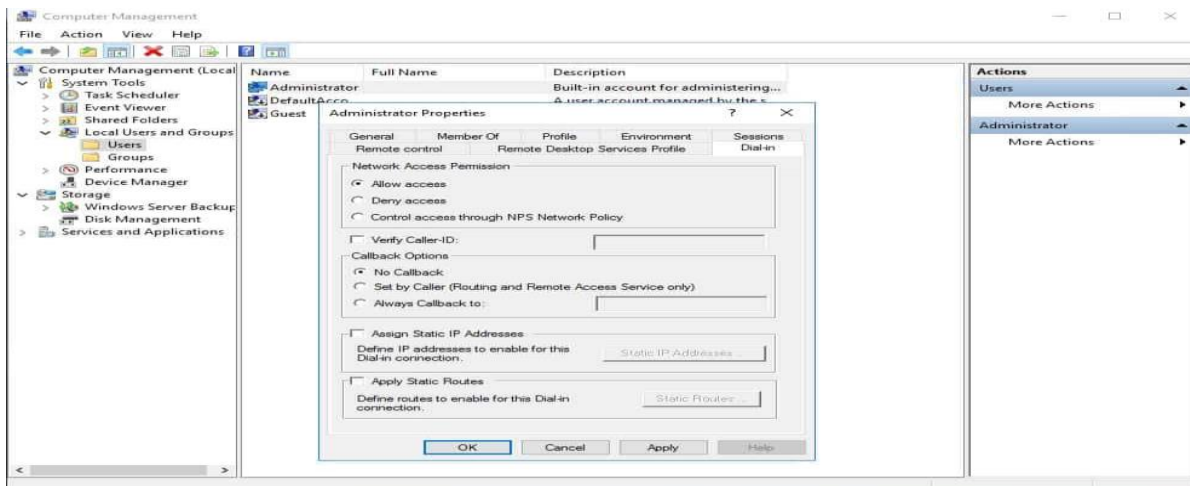 Computer Management
File Action View Help
Computer Management (Local
System Tools
Task Scheduler
Event Viewer
Shared Folders
Local Users and Groups
Users
Groups
Performance
Device Manager
Storage
Windows Server Backup
Disk Management
Services and Applications
Name Full Name Description
Administrator Built-in account for administering...
DefaultAcco... A user account managed by the s...
Guest
Administrator Properties ?
General Member Of Profile Environment Sessions
Remote control Remote Desktop Services Profile Dial-in
Network Access Permission
Allow access
Deny access
Control access through NPS Network Policy
Verify Caller-ID:
Callback Options
No Callback
Set by Caller (Routing and Remote Access Service only)
Always Callback to:
Assign Static IP Addresses
Define IP addresses to enable for this
Dial-in connection.
Static IP Addresses ...
Apply Static Routes
Define routes to enable for this Dial-in
connection.
Static Routes ...
OK Cancel Apply Help
Actions
Users
More Actions
Administrator
More Actions